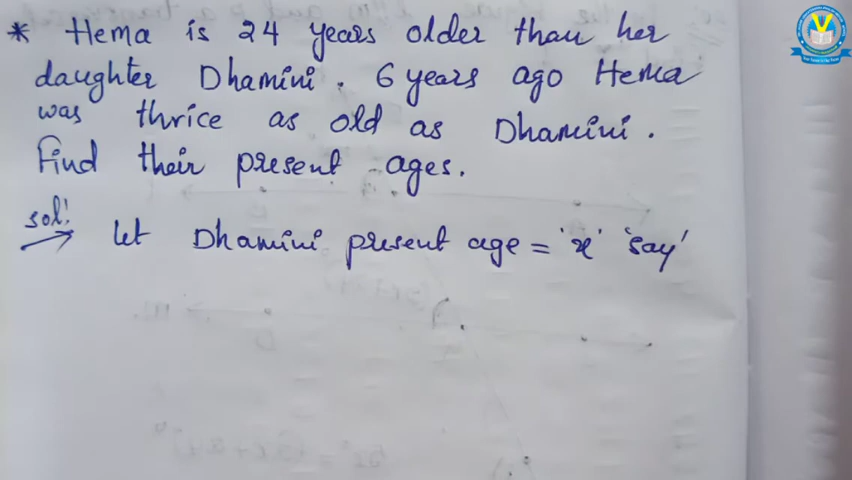 * Hema is 24 years older than her
daughter Dhamini. 6 years ago Hema
was thrice as old as Dhamini.
Find their present ages.
sol:
let Dhamini present age = 'x' 'say'